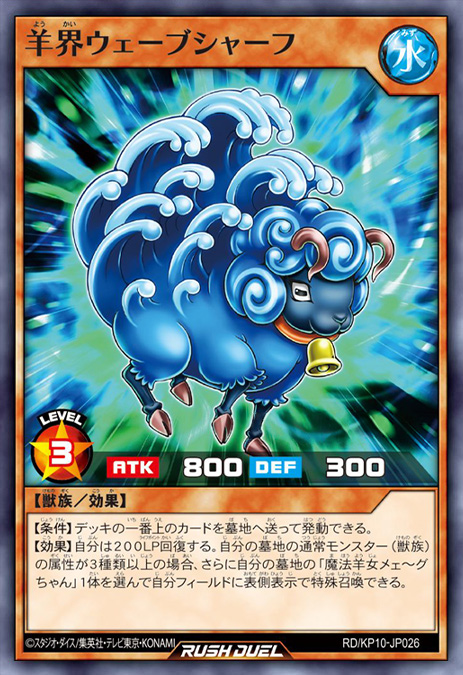 よう かい
羊界ウェーブシャーフ
みず
水
LEVEL
3
ATK 800 DEF 300
【獣族/効果】
【条件】デッキの一番上のカードを墓地へ送って発動できる。
【効果】自分は200LP回復する。自分の墓地の通常モンスター(獣族)
の属性が3種類以上の場合、さらに自分の墓地の「魔法羊女メェ〜グ
ちゃん」1体を選んで自分フィールドに表側表示で特殊召喚できる。
©スタジオ・ダイス/集英社・テレビ東京・KONAMI
RUSH DUEL
RD/KP10-JP026